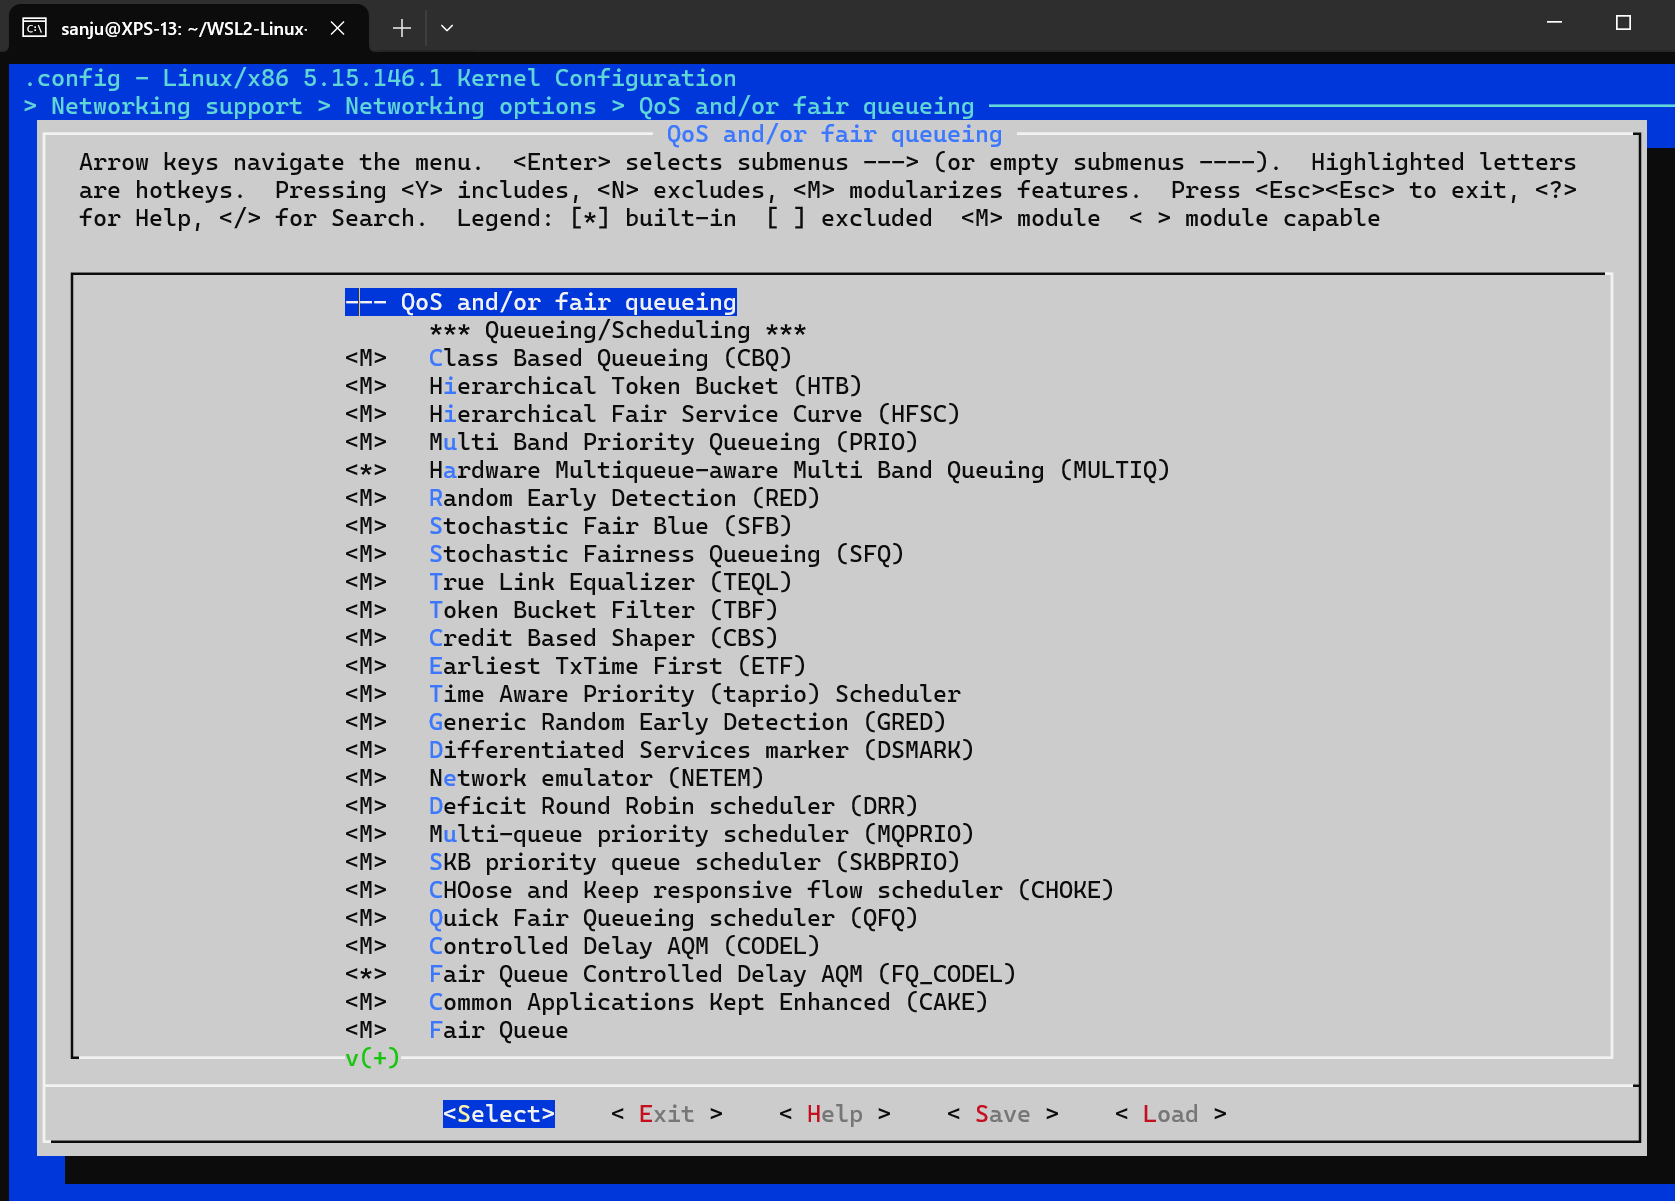 sanju@XPS-13: ~/WSL2-Linux-
.config - Linux/x86 5.15.146.1 Kernel Configuration
> Networking support > Networking options > QoS and/or fair queueing
QoS and/or fair queueing
Arrow keys navigate the menu.  <Enter> selects submenus ---> (or empty submenus ----).  Highlighted letters
are hotkeys.  Pressing <Y> includes, <N> excludes, <M> modularizes features.  Press <Esc><Esc> to exit, <?>
for Help, </> for Search.  Legend: [*] built-in  [ ] excluded  <M> module  < > module capable
--- QoS and/or fair queueing
*** Queueing/Scheduling ***
<M>   Class Based Queueing (CBQ)
<M>   Hierarchical Token Bucket (HTB)
<M>   Hierarchical Fair Service Curve (HFSC)
<M>   Multi Band Priority Queueing (PRIO)
<*>   Hardware Multiqueue-aware Multi Band Queuing (MULTIQ)
<M>   Random Early Detection (RED)
<M>   Stochastic Fair Blue (SFB)
<M>   Stochastic Fairness Queueing (SFQ)
<M>   True Link Equalizer (TEQL)
<M>   Token Bucket Filter (TBF)
<M>   Credit Based Shaper (CBS)
<M>   Earliest TxTime First (ETF)
<M>   Time Aware Priority (taprio) Scheduler
<M>   Generic Random Early Detection (GRED)
<M>   Differentiated Services marker (DSMARK)
<M>   Network emulator (NETEM)
<M>   Deficit Round Robin scheduler (DRR)
<M>   Multi-queue priority scheduler (MQPRIO)
<M>   SKB priority queue scheduler (SKBPRIO)
<M>   CHOose and Keep responsive flow scheduler (CHOKE)
<M>   Quick Fair Queueing scheduler (QFQ)
<M>   Controlled Delay AQM (CODEL)
<*>   Fair Queue Controlled Delay AQM (FQ_CODEL)
<M>   Common Applications Kept Enhanced (CAKE)
<M>   Fair Queue
v(+)
<Select>    < Exit >    < Help >    < Save >    < Load >